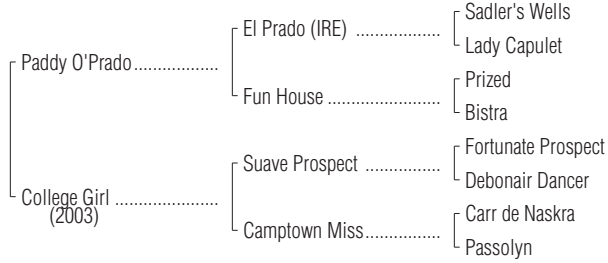 Sadler's Wells
El Prado (IRE) ..................
Lady Capulet
Paddy O'Prado..................
Prized
Fun House ........................
Bistra
Fortunate Prospect
Suave Prospect ................
Debonair Dancer
College Girl ......................
(2003)
Carr de Naskra
Camptown Miss................
Passolyn